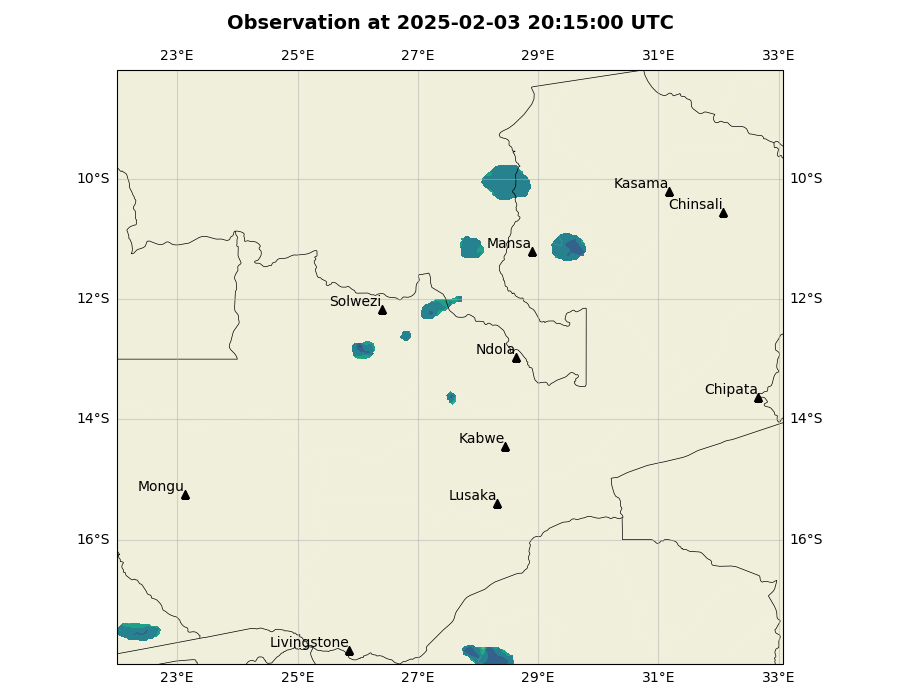 Observation at 2025-02-03 20:15:00 UTC
23°E 25°E 27°E 29°E 31°E 33°E
10°S 10°S
Kasama
Chinsali
Mansa
12°S 12°S
Solwezi
Ndola
Chipata
14°S 14°S
Kabwe
Mongu
Lusaka
16°S 16°S
Livingstone
23°E 25°E 27°E 29°E 31°E 33°E